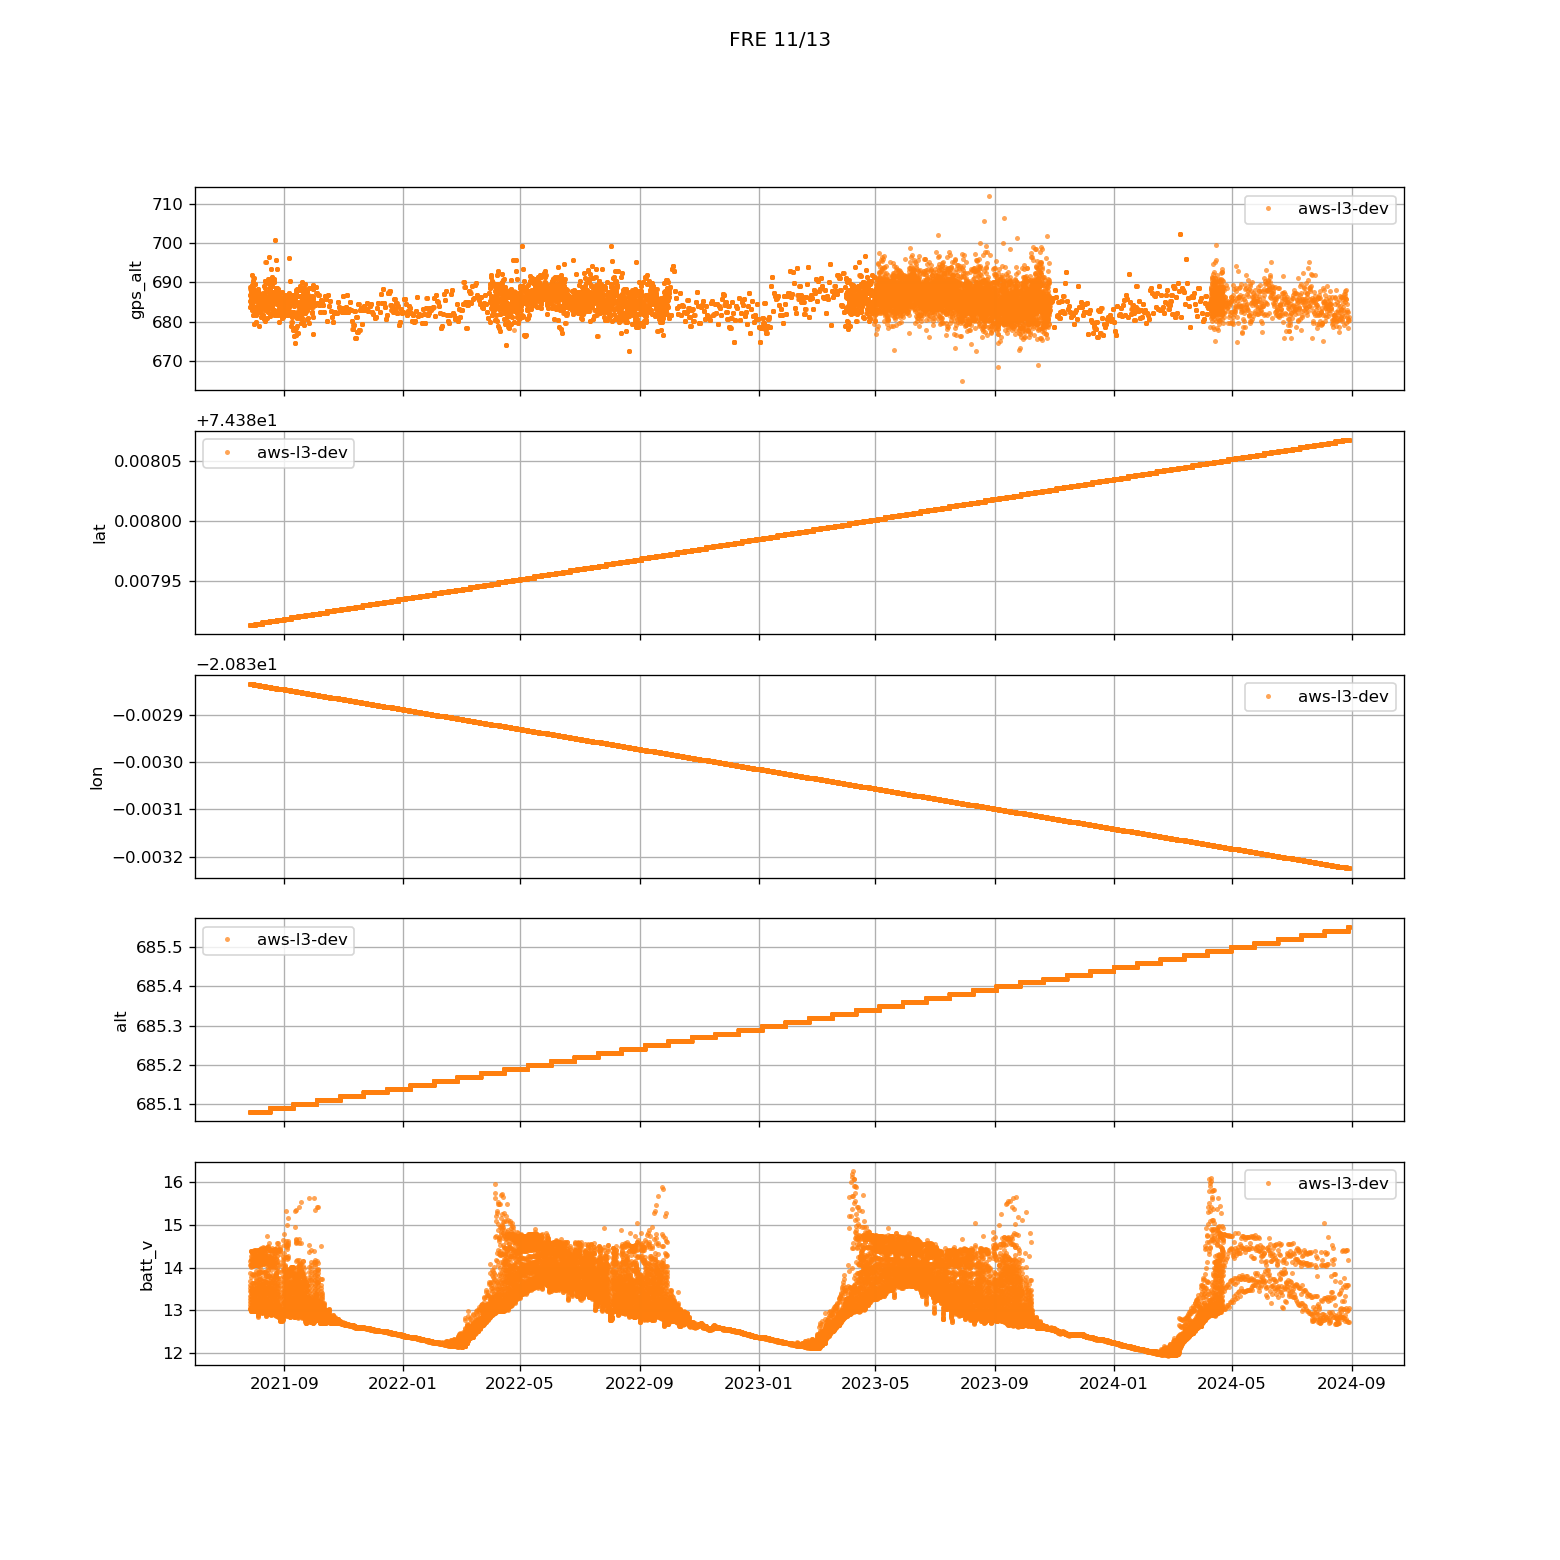 FRE 11/13
710
700
690
680
670
gps_alt
aws-l3-dev
+7.438e1
0.00805
0.00800
0.00795
lat
aws-l3-dev
−2.083e1
−0.0029
−0.0030
−0.0031
−0.0032
lon
aws-l3-dev
685.5
685.4
685.3
685.2
685.1
alt
aws-l3-dev
16
15
14
13
12
batt_v
aws-l3-dev
2021-09 2022-01 2022-05 2022-09 2023-01 2023-05 2023-09 2024-01 2024-05 2024-09